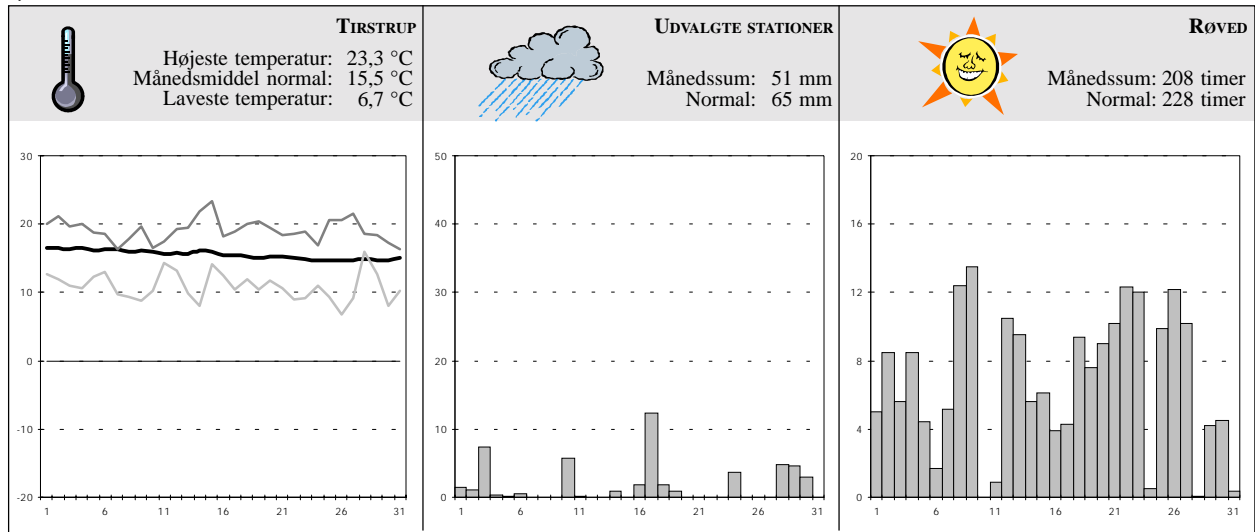 TIRSTRUP
Højeste temperatur: 23,3 °C
Månedsmiddel normal: 15,5 °C
Laveste temperatur: 6,7 °C
30
20
10
0
-10
-20
1 6 11 16 21 26 31
UDVALGTE STATIONER
Månedssum: 51 mm
Normal: 65 mm
50
40
30
20
10
0
1 6 11 16 21 26 31
RØVED
Månedssum: 208 timer
Normal: 228 timer
20
16
12
8
4
0
1 6 11 16 21 26 31